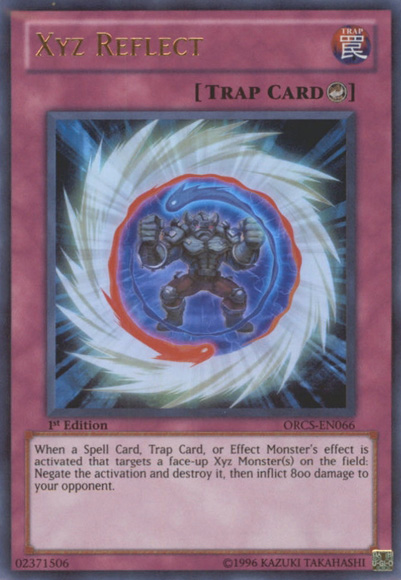 Xyz Reflect
TRAP
罠
[Trap Card]
1st Edition
ORCS-EN066
When a Spell Card, Trap Card, or Effect Monster's effect is
activated that targets a face-up Xyz Monster(s) on the field:
Negate the activation and destroy it, then inflict 800 damage to
your opponent.
02371506
©1996 KAZUKI TAKAHASHI